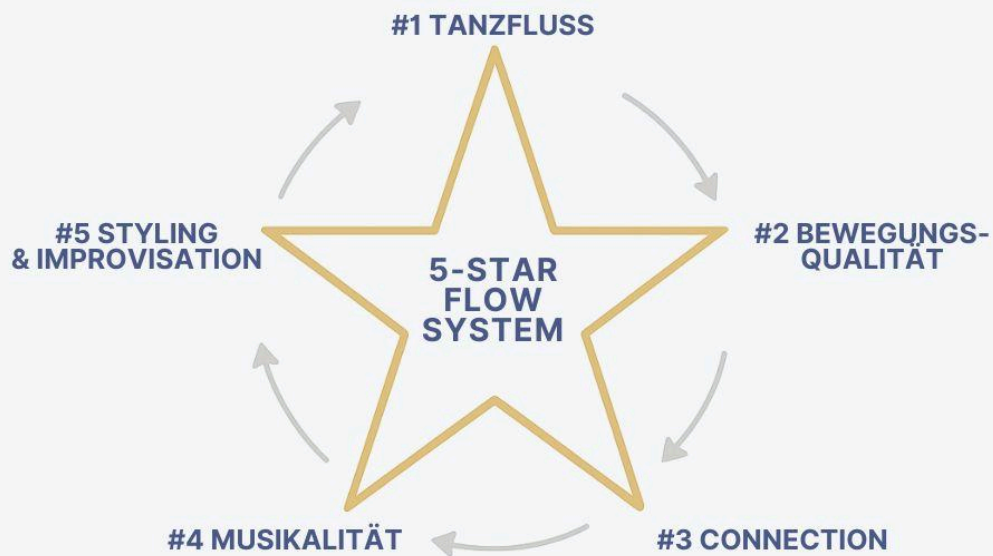 #1 TANZFLUSS
#2 BEWEGUNGS-
QUALITÄT
#3 CONNECTION
#4 MUSIKALITÄT
#5 STYLING
& IMPROVISATION
5-STAR
FLOW
SYSTEM